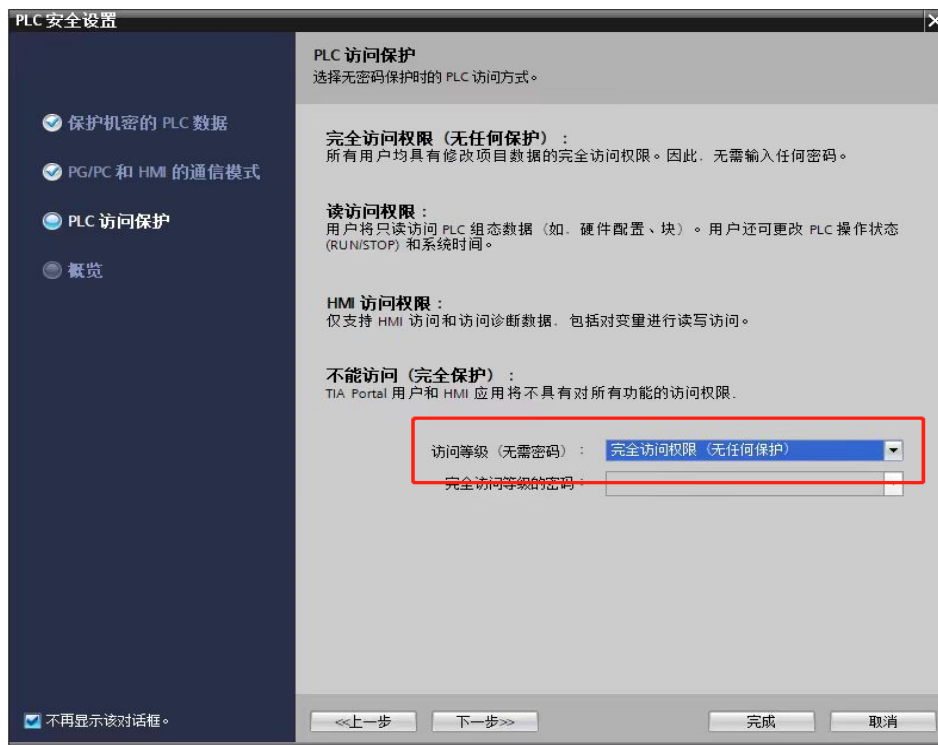 PLC 安全设置
保护机密的 PLC 数据
PG/PC 和 HMI 的通信模式
PLC 访问保护
概览
不再显示该对话框。
PLC 访问保护
选择无密码保护时的 PLC 访问方式。
完全访问权限（无任何保护）：
所有用户均具有修改项目数据的完全访问权限。因此．无需输入任何密码。
读访问权限：
用户将只读访问 PLC 组态数据（如．硬件配置、块）。用户还可更改 PLC 操作状态
(RUN/STOP) 和系统时间。
HMI 访问权限：
仅支持 HMI 访问和访问诊断数据．包括对变量进行读写访问。
不能访问（完全保护）：
TIA Portal 用户和 HMI 应用将不具有对所有功能的访问权限．
访问等级（无需密码）： 完全访问权限（无任何保护）
完全访问等级的密码：
<<上一步 下一步>> 完成 取消